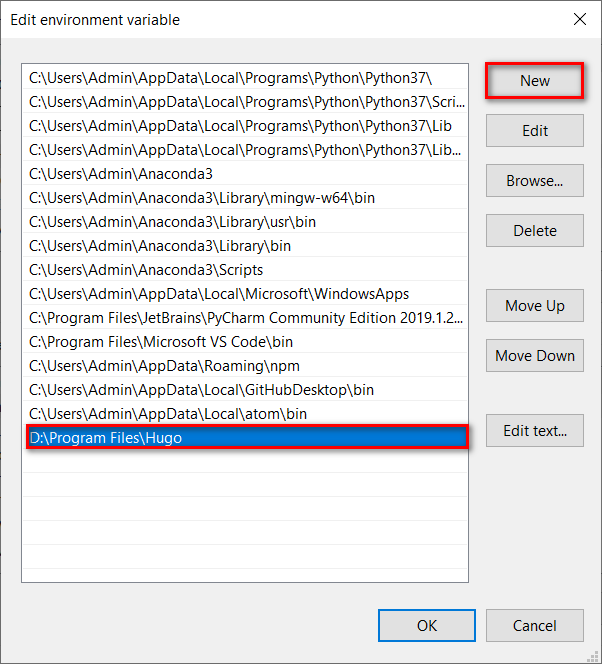 Edit environment variable
C:\Users\Admin\AppData\Local\Programs\Python\Python37\
C:\Users\Admin\AppData\Local\Programs\Python\Python37\Scri...
C:\Users\Admin\AppData\Local\Programs\Python\Python37\Lib
C:\Users\Admin\AppData\Local\Programs\Python\Python37\Lib...
C:\Users\Admin\Anaconda3
C:\Users\Admin\Anaconda3\Library\mingw-w64\bin
C:\Users\Admin\Anaconda3\Library\usr\bin
C:\Users\Admin\Anaconda3\Library\bin
C:\Users\Admin\Anaconda3\Scripts
C:\Users\Admin\AppData\Local\Microsoft\WindowsApps
C:\Program Files\JetBrains\PyCharm Community Edition 2019.1.2...
C:\Program Files\Microsoft VS Code\bin
C:\Users\Admin\AppData\Roaming\npm
C:\Users\Admin\AppData\Local\GitHubDesktop\bin
C:\Users\Admin\AppData\Local\atom\bin
D:\Program Files\Hugo
New
Edit
Browse...
Delete
Move Up
Move Down
Edit text...
OK
Cancel